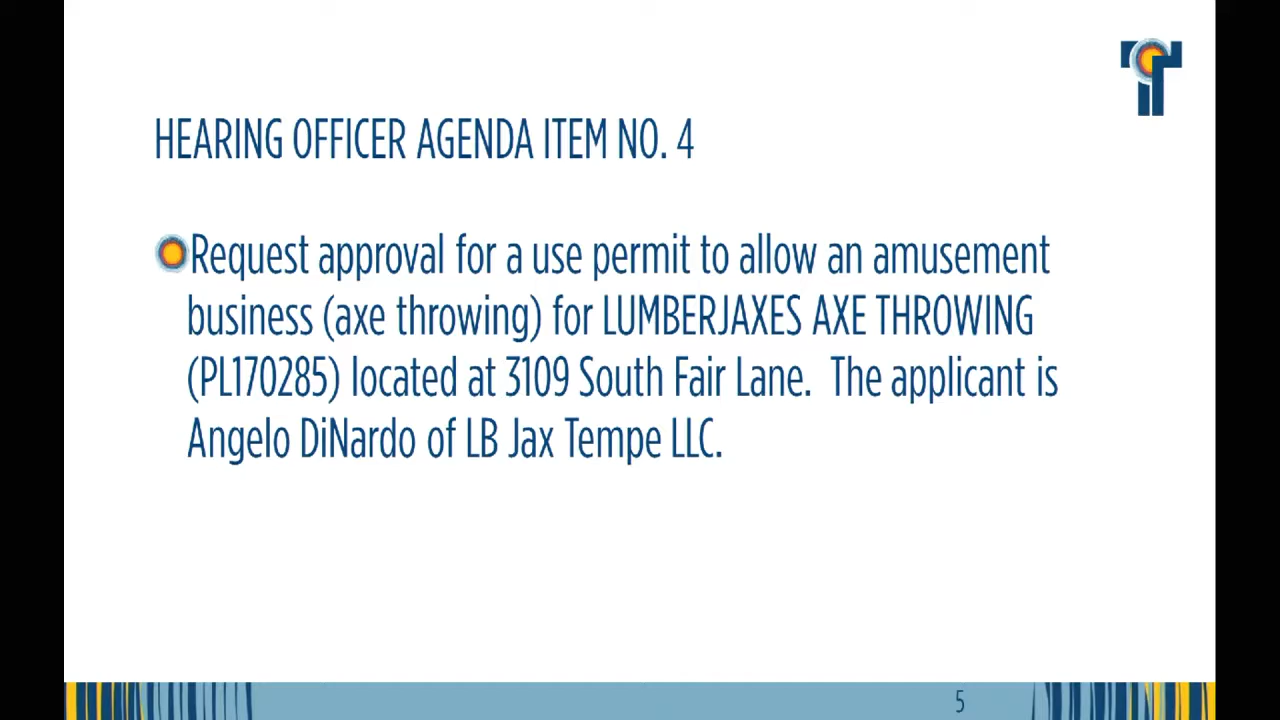 HEARING OFFICER AGENDA ITEM NO. 4
Request approval for a use permit to allow an amusement
business (axe throwing) for LUMBERJAXES AXE THROWING
(PL170285) located at 3109 South Fair Lane.  The applicant is
Angelo DiNardo of LB Jax Tempe LLC.
5